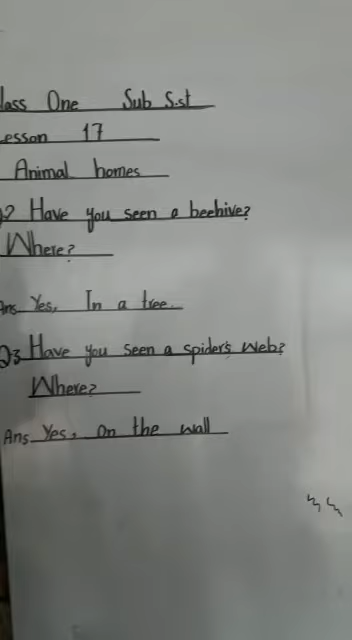 lass One Sub S.st
esson 17
Animal homes
Q2 Have you seen a beehive?
Where?
Ans Yes, In a tree.
Q3 Have you seen a spider's web?
Where?
Ans Yes, on the wall